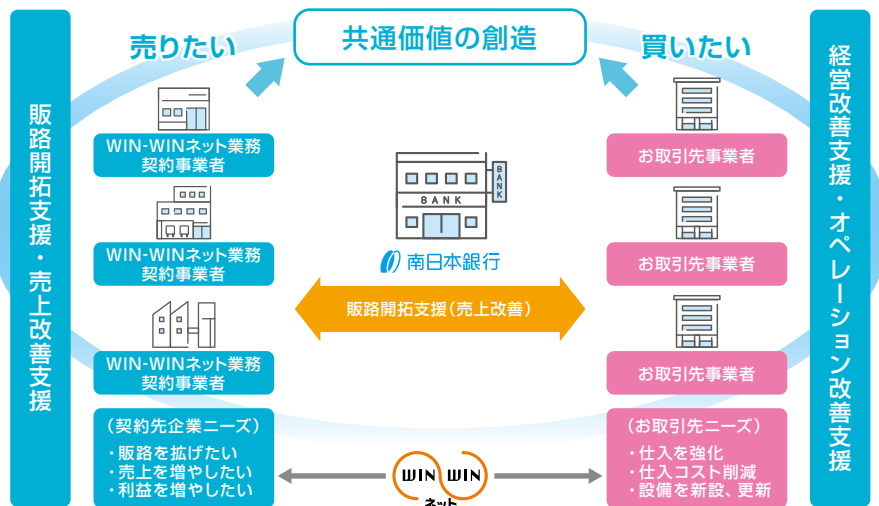 共通価値の創造
売りたい
買いたい
販路開拓支援・売上改善支援
経営改善支援・オペレーション改善支援
WIN-WINネット業務
契約事業者
WIN-WINネット業務
契約事業者
WIN-WINネット業務
契約事業者
BANK
BANK
南日本銀行
販路開拓支援(売上改善)
お取引先事業者
お取引先事業者
お取引先事業者
(契約先企業ニーズ)
・販路を拡げたい
・売上を増やしたい
・利益を増やしたい
WIN WIN
ネット
(お取引先ニーズ)
・仕入を強化
・仕入コスト削減
・設備を新設、更新